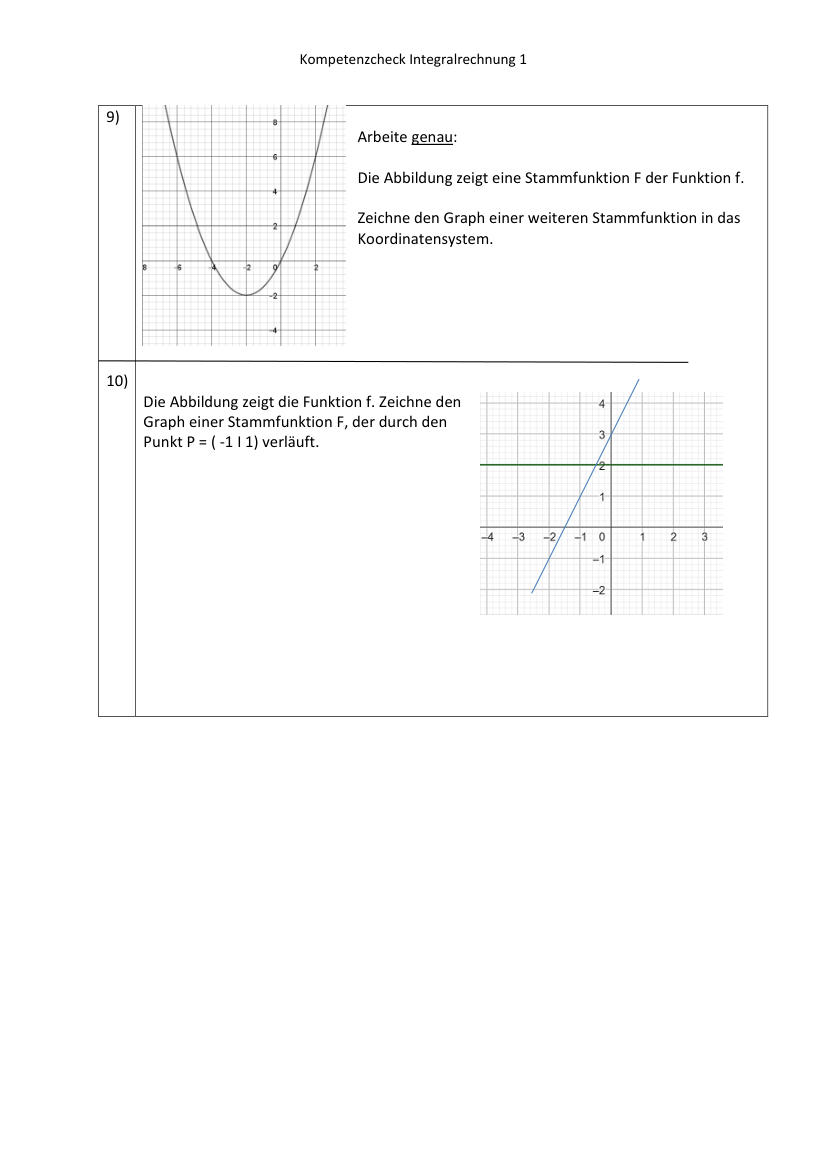 Kompetenzcheck Integralrechnung 1
9)
Arbeite genau:
Die Abbildung zeigt eine Stammfunktion F der Funktion f.
Zeichne den Graph einer weiteren Stammfunktion in das
Koordinatensystem.
8
6
4
2
8 -6 -4 -2 0 2
-2
-4
10)
Die Abbildung zeigt die Funktion f. Zeichne den
Graph einer Stammfunktion F, der durch den
Punkt P = ( -1 I 1) verläuft.
4
3
2
1
–4 –3 –2 –1 0 1 2 3
–1
–2